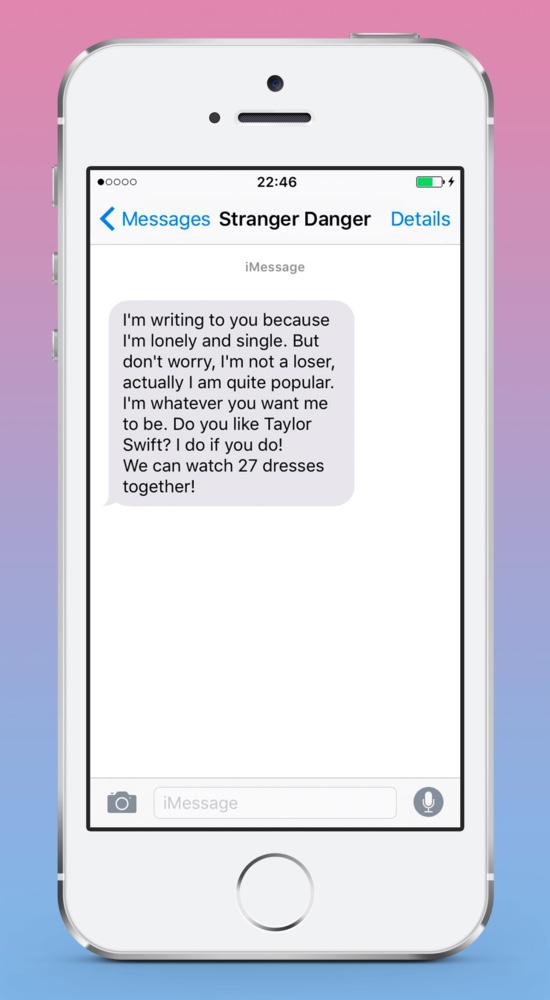 22:46
Messages Stranger Danger Details
iMessage
I'm writing to you because
I'm lonely and single. But
don't worry, I'm not a loser,
actually I am quite popular.
I'm whatever you want me
to be. Do you like Taylor
Swift? I do if you do!
We can watch 27 dresses
together!
iMessage